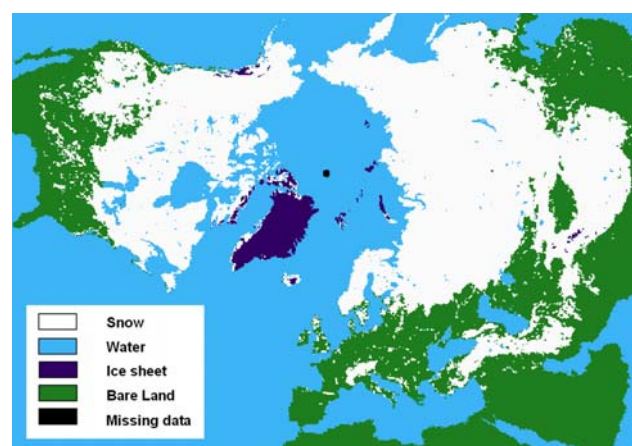 Snow
Water
Ice sheet
Bare Land
Missing data